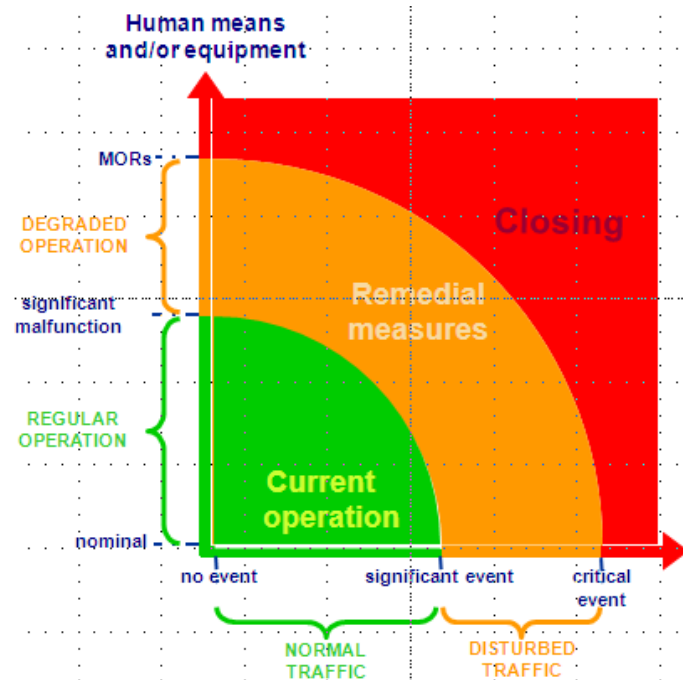 Human means
and/or equipment
MORs
DEGRADED
OPERATION
Closing
Remedial
measures
significant
malfunction
REGULAR
OPERATION
Current
operation
nominal
no event
significant event
critical
event
NORMAL
TRAFFIC
DISTURBED
TRAFFIC